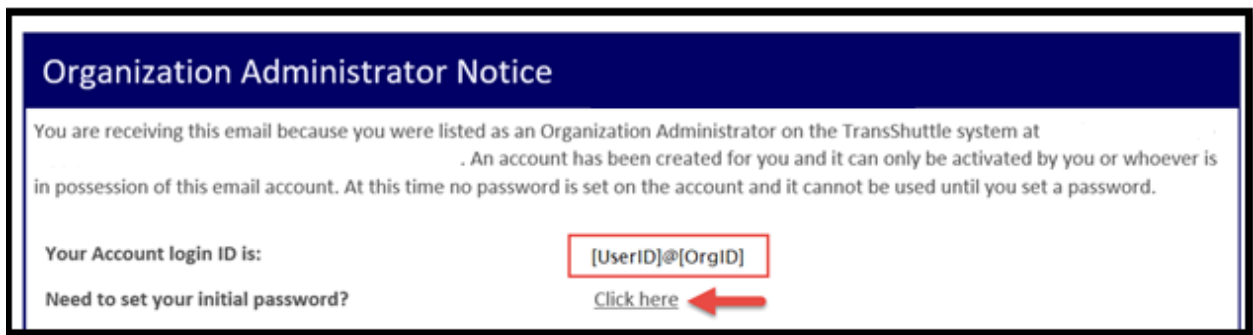 Organization Administrator Notice
You are receiving this email because you were listed as an Organization Administrator on the TransShuttle system at
. An account has been created for you and it can only be activated by you or whoever is
in possession of this email account. At this time no password is set on the account and it cannot be used until you set a password.
Your Account login ID is: [UserID]@[OrgID]
Need to set your initial password? Click here